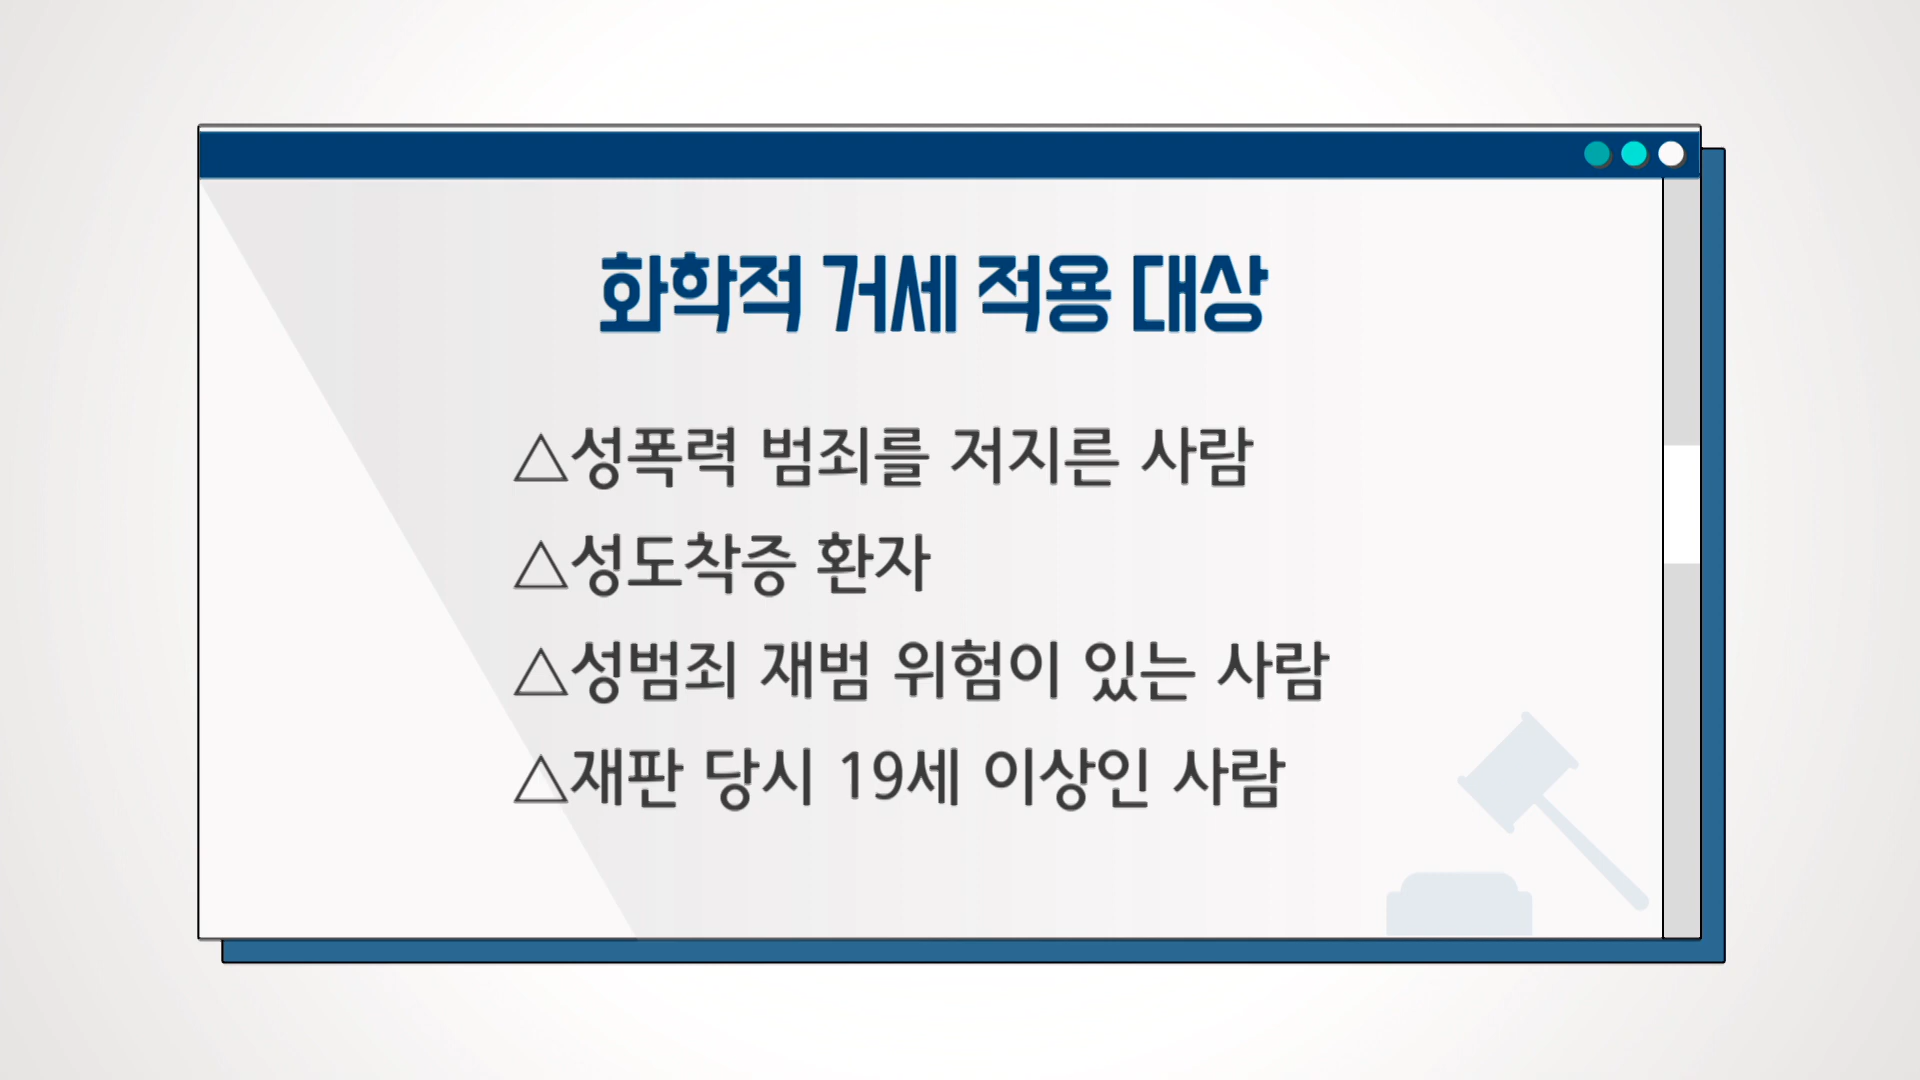 화학적 거세 적용 대상
△성폭력 범죄를 저지른 사람
△성도착증 환자
△성범죄 재범 위험이 있는 사람
△재판 당시 19세 이상인 사람